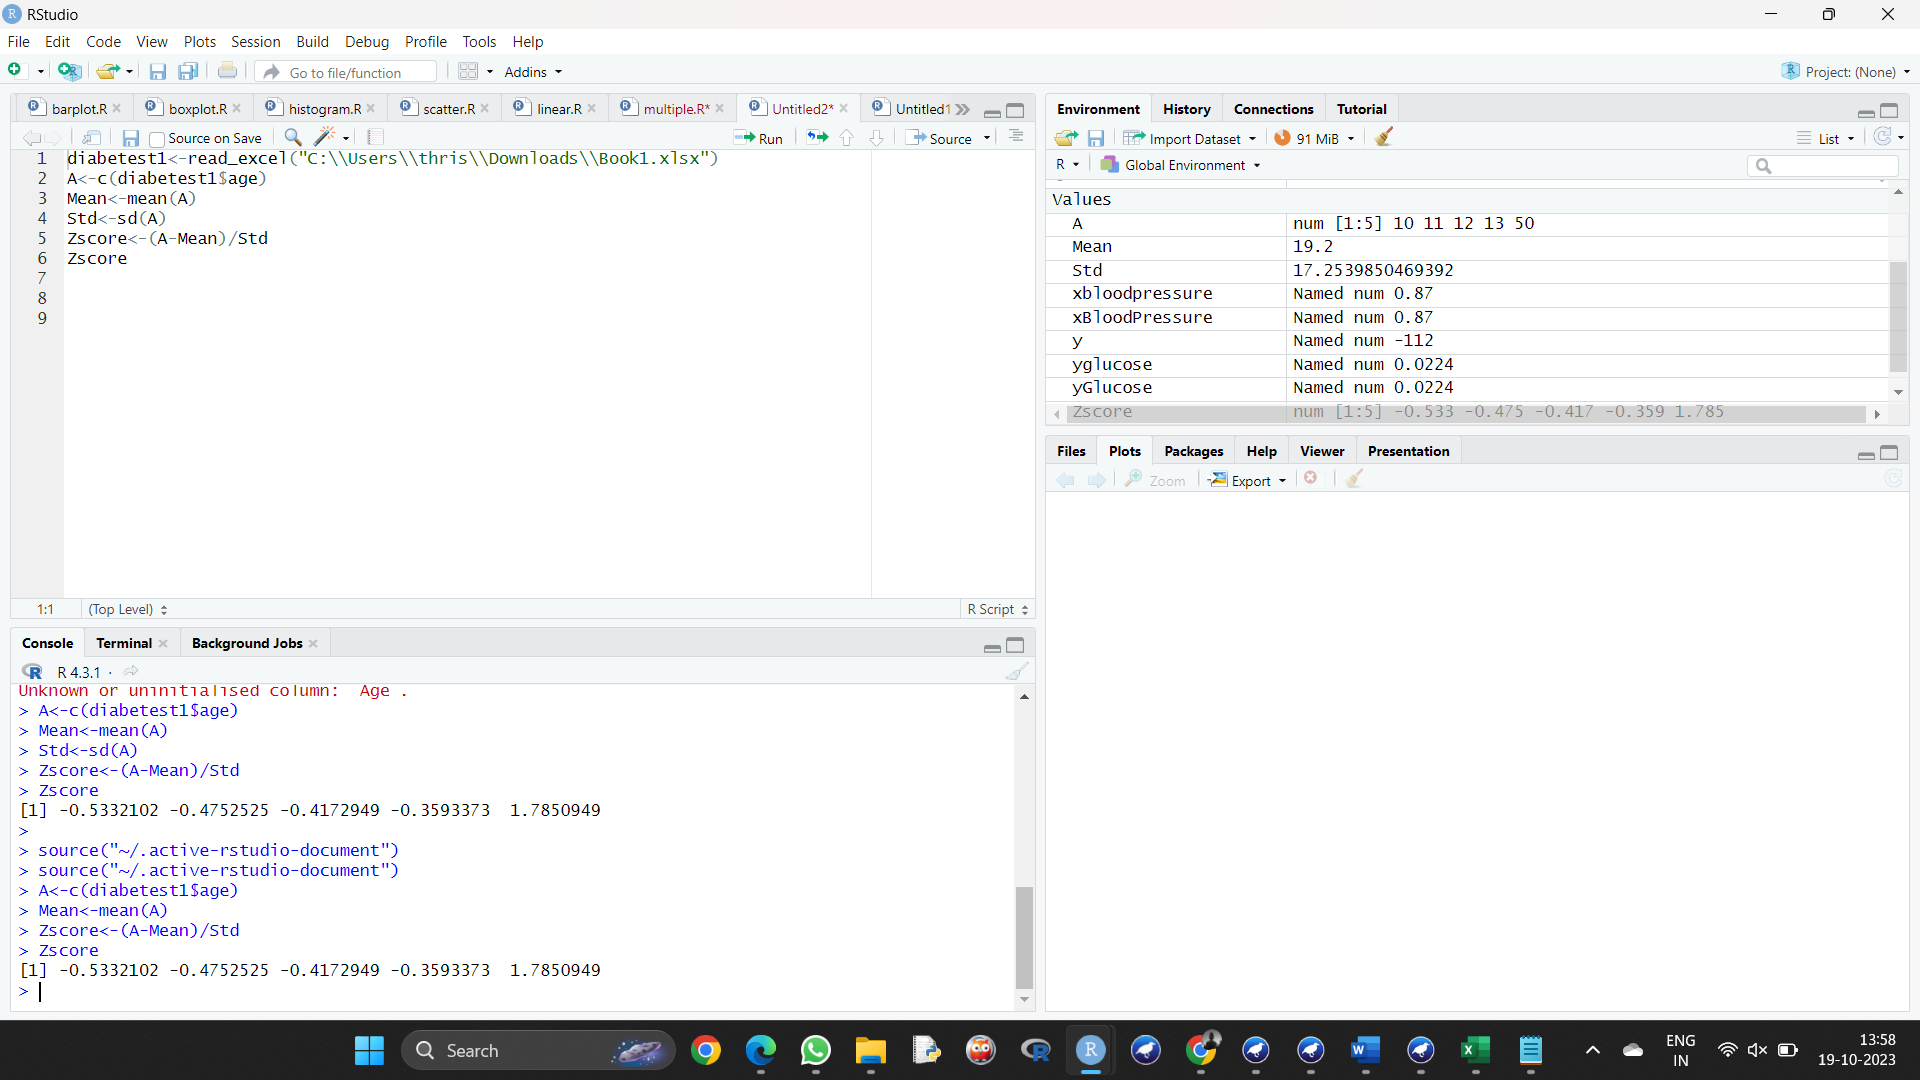 RStudio
File Edit Code View Plots Session Build Debug Profile Tools Help
Go to file/function Addins Project: (None)
barplot.R boxplot.R histogram.R scatter.R linear.R multiple.R* Untitled2* Untitled1
Source on Save Run Source
1 diabetest1<-read_excel("C:\\Users\\thris\\Downloads\\Book1.xlsx")
2 A<-c(diabetest1$age)
3 Mean<-mean(A)
4 Std<-sd(A)
5 Zscore<-(A-Mean)/Std
6 Zscore
7
8
9
1:1 (Top Level) R Script
Console Terminal Background Jobs
R 4.3.1 ·
Unknown or uninitialised column: Age .
> A<-c(diabetest1$age)
> Mean<-mean(A)
> Std<-sd(A)
> Zscore<-(A-Mean)/Std
> Zscore
[1] -0.5332102 -0.4752525 -0.4172949 -0.3593373 1.7850949
>
> source("~/.active-rstudio-document")
> source("~/.active-rstudio-document")
> A<-c(diabetest1$age)
> Mean<-mean(A)
> Zscore<-(A-Mean)/Std
> Zscore
[1] -0.5332102 -0.4752525 -0.4172949 -0.3593373 1.7850949
>
Environment History Connections Tutorial
Import Dataset 91 MiB List
R Global Environment
Values
A num [1:5] 10 11 12 13 50
Mean 19.2
Std 17.2539850469392
xbloodpressure Named num 0.87
xBloodPressure Named num 0.87
y Named num -112
yglucose Named num 0.0224
yGlucose Named num 0.0224
Zscore num [1:5] -0.533 -0.475 -0.417 -0.359 1.785
Files Plots Packages Help Viewer Presentation
Zoom Export
Search
ENG
IN
13:58
19-10-2023